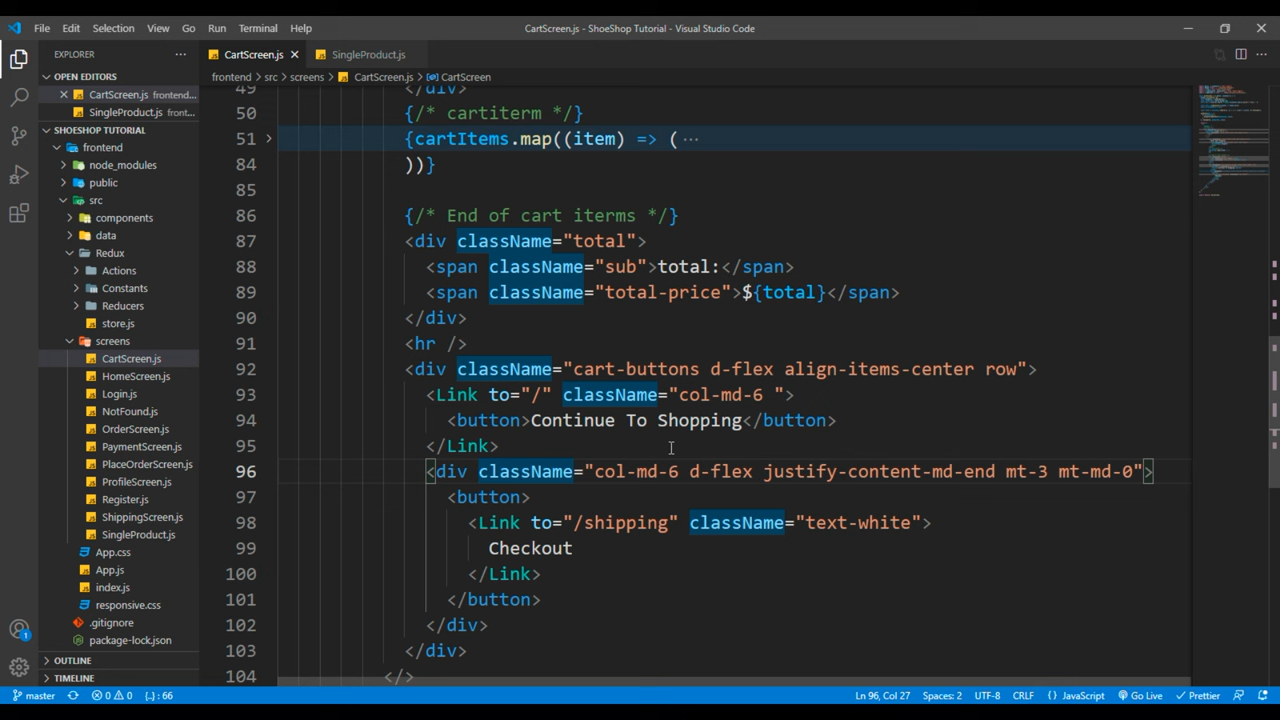 File Edit Selection View Go Run Terminal Help
CartScreen.js - ShoeShop Tutorial - Visual Studio Code
EXPLORER
CartScreen.js
SingleProduct.js
frontend > src > screens > CartScreen.js > CartScreen
OPEN EDITORS
CartScreen.js frontend...
SingleProduct.js front...
SHOESHOP TUTORIAL
frontend
node_modules
public
src
components
data
Redux
Actions
Constants
Reducers
store.js
screens
CartScreen.js
HomeScreen.js
Login.js
NotFound.js
OrderScreen.js
PaymentScreen.js
PlaceOrderScreen.js
ProfileScreen.js
Register.js
ShippingScreen.js
SingleProduct.js
App.css
App.js
index.js
responsive.css
.gitignore
package-lock.json
OUTLINE
TIMELINE
49 </div>
50 {/* cartiterm */}
51 {cartItems.map((item) => ( ...
84 ))}
85
86 {/* End of cart iterms */}
87 <div className="total">
88 <span className="sub">total:</span>
89 <span className="total-price">${total}</span>
90 </div>
91 <hr />
92 <div className="cart-buttons d-flex align-items-center row">
93 <Link to="/" className="col-md-6 ">
94 <button>Continue To Shopping</button>
95 </Link>
96 <div className="col-md-6 d-flex justify-content-md-end mt-3 mt-md-0">
97 <button>
98 <Link to="/shipping" className="text-white">
99 Checkout
100 </Link>
101 </button>
102 </div>
103 </div>
104 </>
1
master 0 0 {..} : 66
Ln 96, Col 27 Spaces: 2 UTF-8 CRLF {} JavaScript Go Live Prettier